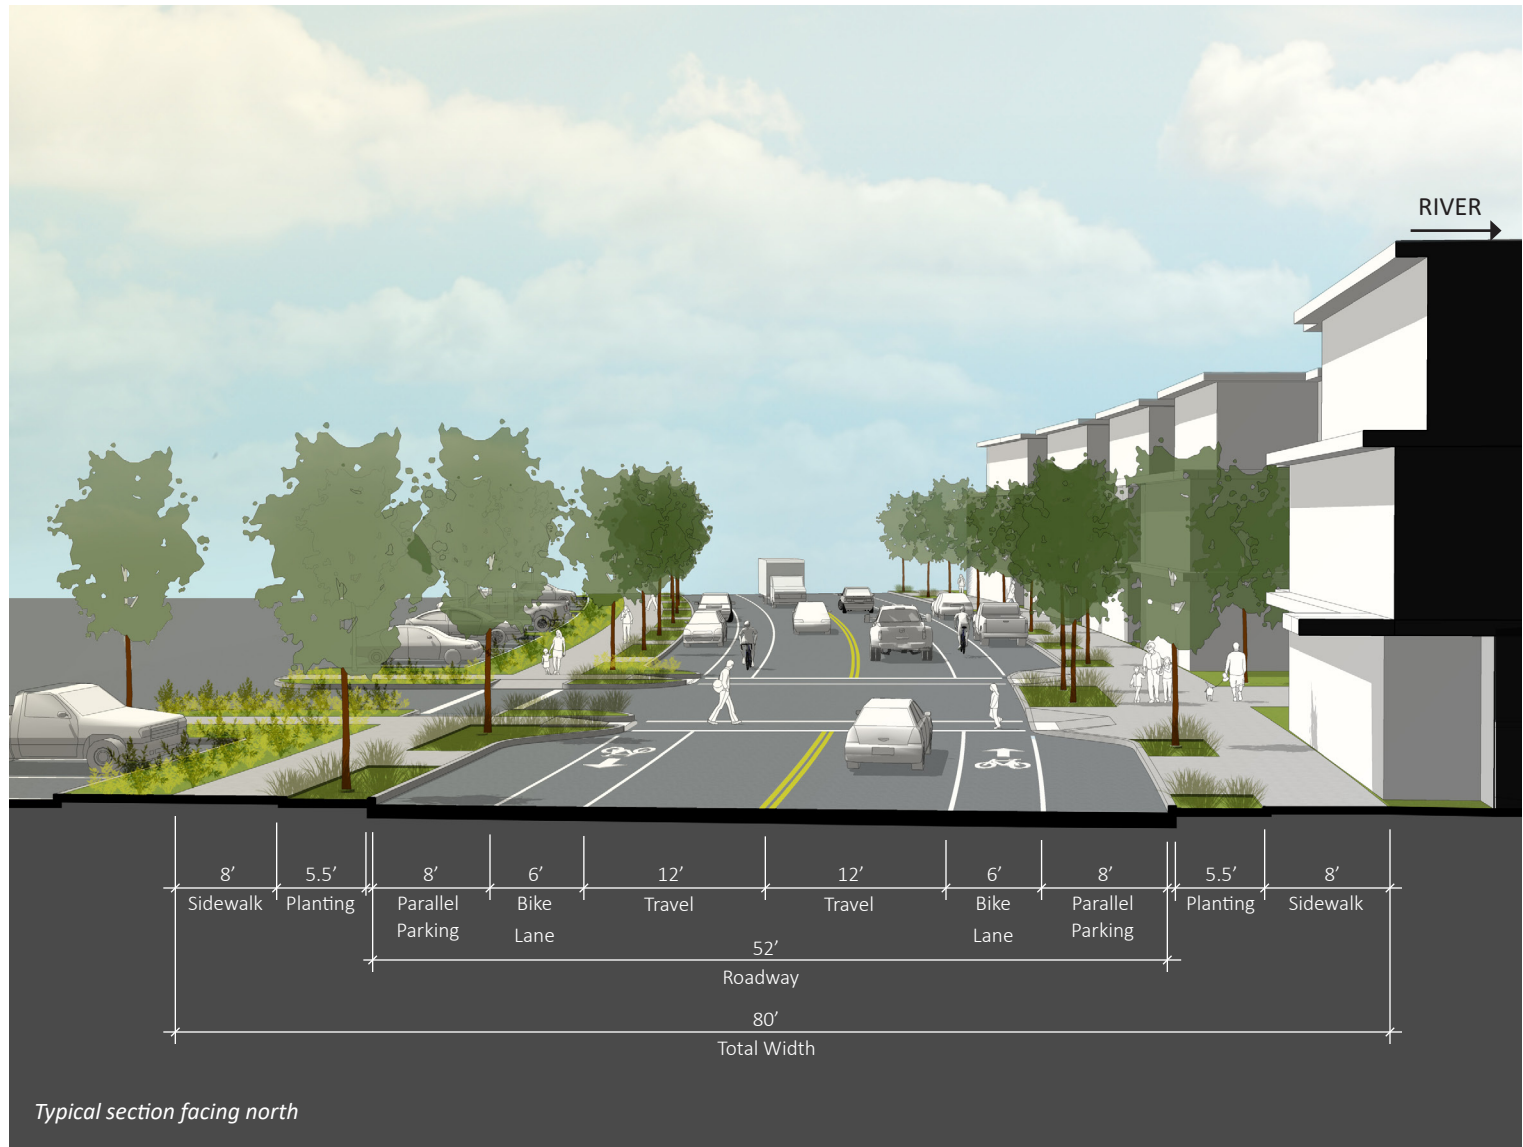 RIVER
8’ 5.5’ 8’ 6’ 12’ 12’ 6’ 8’ 5.5’ 8’
Sidewalk Planting Parallel Bike Travel Travel Bike Parallel Planting Sidewalk
Parking Lane Lane Parking
52’
Roadway
80’
Total Width
Typical section facing north